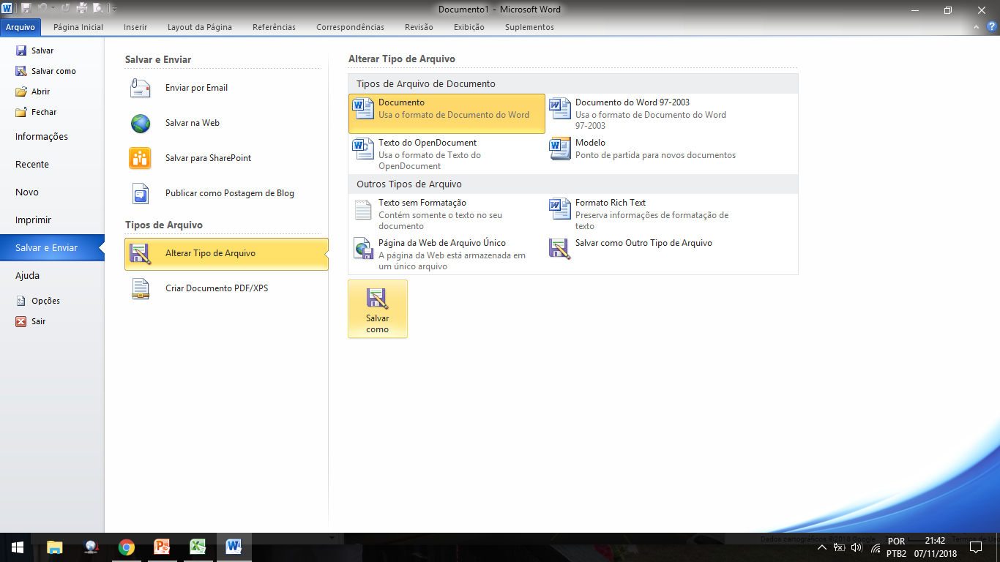 Documento1 - Microsoft Word
Arquivo Página Inicial Inserir Layout da Página Referências Correspondências Revisão Exibição Suplementos
Salvar
Salvar como
Abrir
Fechar
Informações
Recente
Novo
Imprimir
Salvar e Enviar
Ajuda
Opções
Sair
Salvar e Enviar
Enviar por Email
Salvar na Web
Salvar para SharePoint
Publicar como Postagem de Blog
Tipos de Arquivo
Alterar Tipo de Arquivo
Criar Documento PDF/XPS
Alterar Tipo de Arquivo
Tipos de Arquivo de Documento
Documento
Usa o formato de Documento do Word
Documento do Word 97-2003
Usa o formato de Documento do Word
97-2003
Texto do OpenDocument
Usa o formato de Texto do
OpenDocument
Modelo
Ponto de partida para novos documentos
Outros Tipos de Arquivo
Texto sem Formatação
Contém somente o texto no seu
documento
Formato Rich Text
Preserva informações de formatação de
texto
Página da Web de Arquivo Único
A página da Web está armazenada em
um único arquivo
Salvar como Outro Tipo de Arquivo
Salvar
como
Dados cartográficos ©2018 Google Termos de Uso
POR
PTB2
21:42
07/11/2018